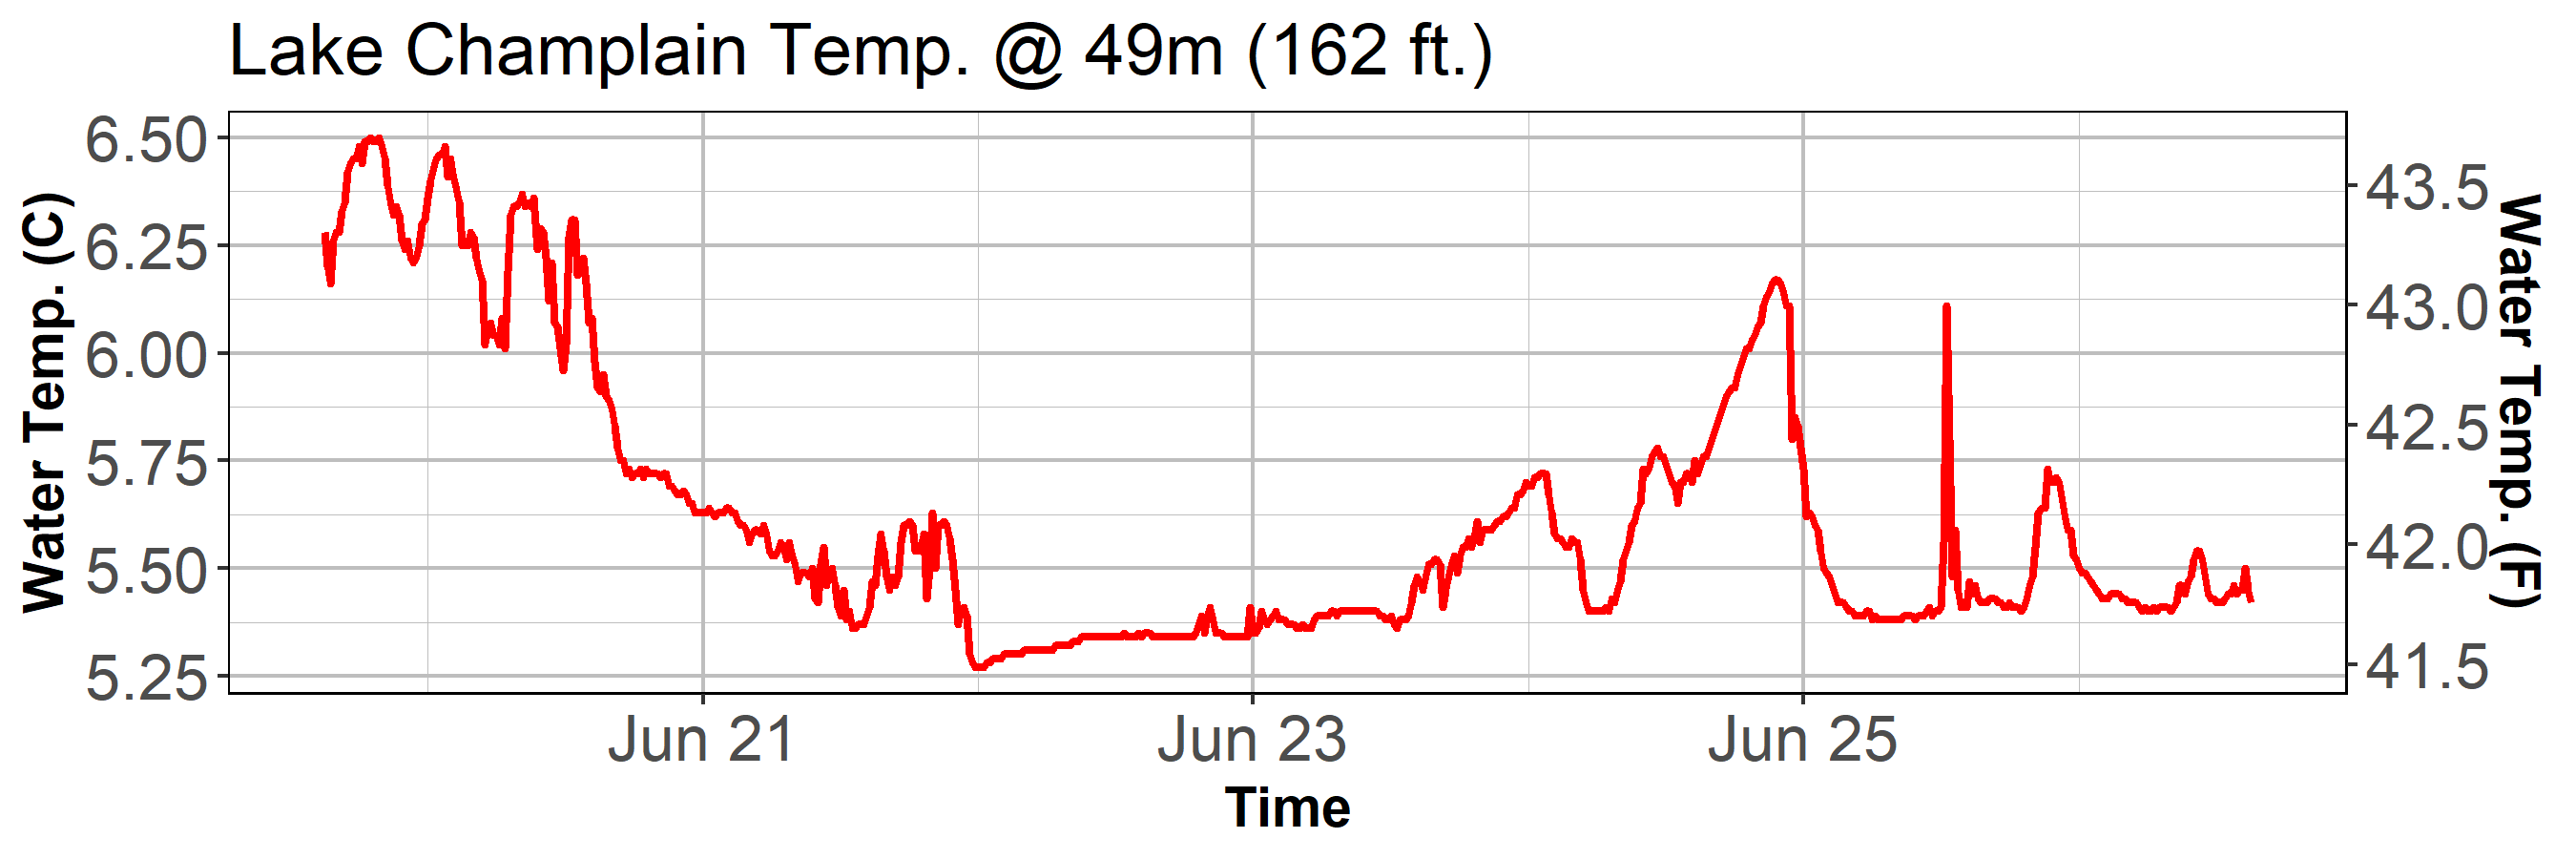 Lake Champlain Temp. @ 49m (162 ft.)
Water Temp. (C)
6.50
6.25
6.00
5.75
5.50
5.25
43.5
43.0
42.5
42.0
41.5
Water Temp. (F)
Jun 21
Jun 23
Jun 25
Time